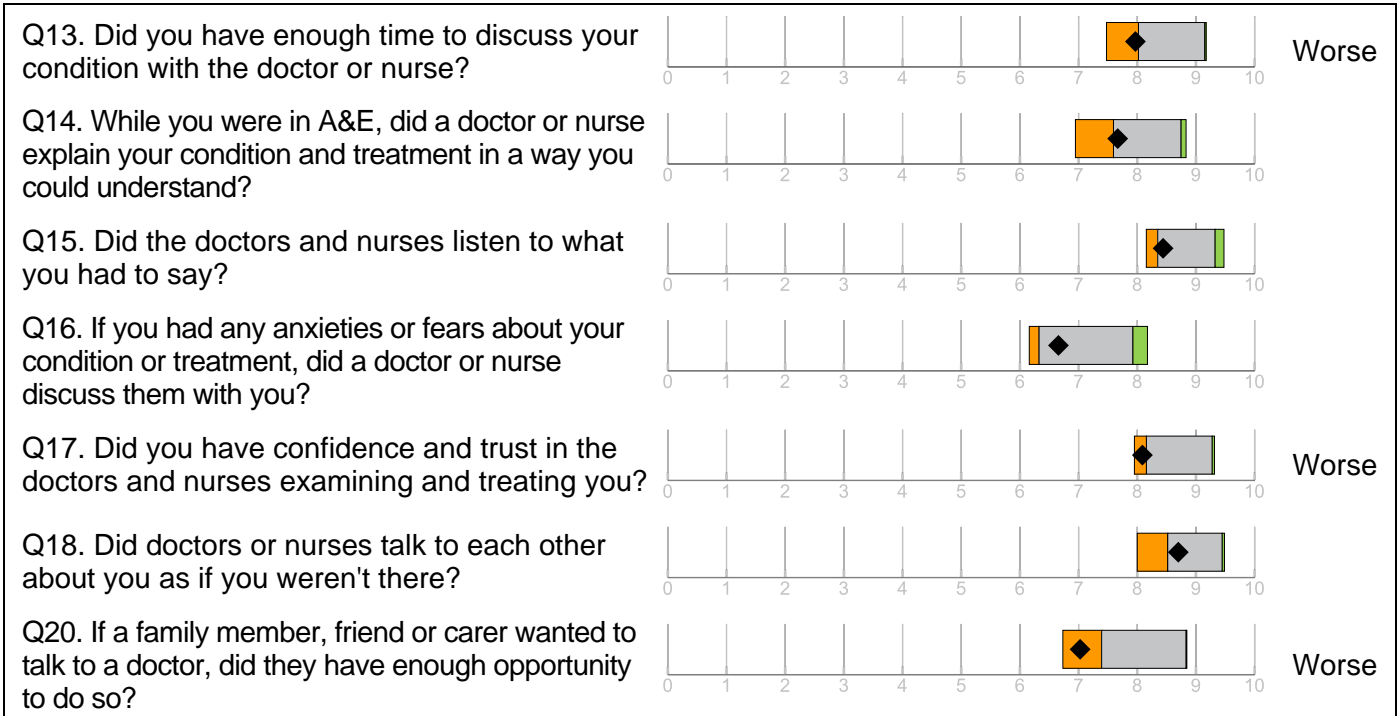 Q13. Did you have enough time to discuss your
condition with the doctor or nurse?
Worse
0 1 2 3 4 5 6 7 8 9 10
Q14. While you were in A&E, did a doctor or nurse
explain your condition and treatment in a way you
could understand?
0 1 2 3 4 5 6 7 8 9 10
Q15. Did the doctors and nurses listen to what
you had to say?
0 1 2 3 4 5 6 7 8 9 10
Q16. If you had any anxieties or fears about your
condition or treatment, did a doctor or nurse
discuss them with you?
0 1 2 3 4 5 6 7 8 9 10
Q17. Did you have confidence and trust in the
doctors and nurses examining and treating you?
Worse
0 1 2 3 4 5 6 7 8 9 10
Q18. Did doctors or nurses talk to each other
about you as if you weren't there?
0 1 2 3 4 5 6 7 8 9 10
Q20. If a family member, friend or carer wanted to
talk to a doctor, did they have enough opportunity
to do so?
Worse
0 1 2 3 4 5 6 7 8 9 10